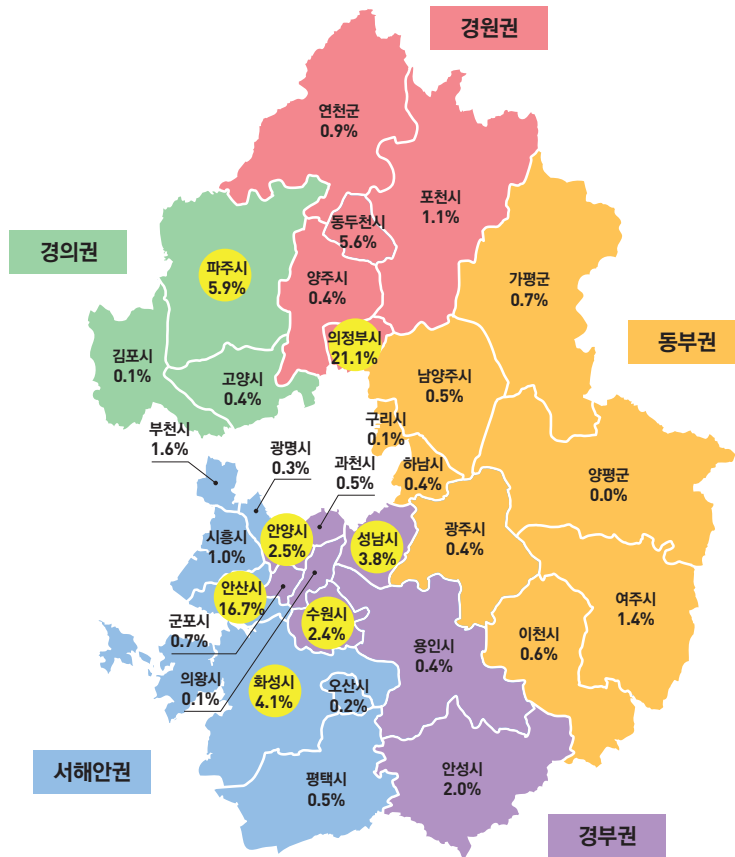 경원권
연천군
0.9%
포천시
1.1%
동두천시
5.6%
경의권
파주시
5.9%
양주시
0.4%
가평군
0.7%
동부권
의정부시
21.1%
김포시
0.1%
고양시
0.4%
남양주시
0.5%
구리시
0.1%
부천시
1.6%
광명시
0.3%
과천시
0.5%
하남시
0.4%
양평군
0.0%
시흥시
1.0%
안양시
2.5%
성남시
3.8%
광주시
0.4%
안산시
16.7%
여주시
1.4%
군포시
0.7%
수원시
2.4%
용인시
0.4%
이천시
0.6%
의왕시
0.1%
화성시
4.1%
오산시
0.2%
서해안권
평택시
0.5%
안성시
2.0%
경부권